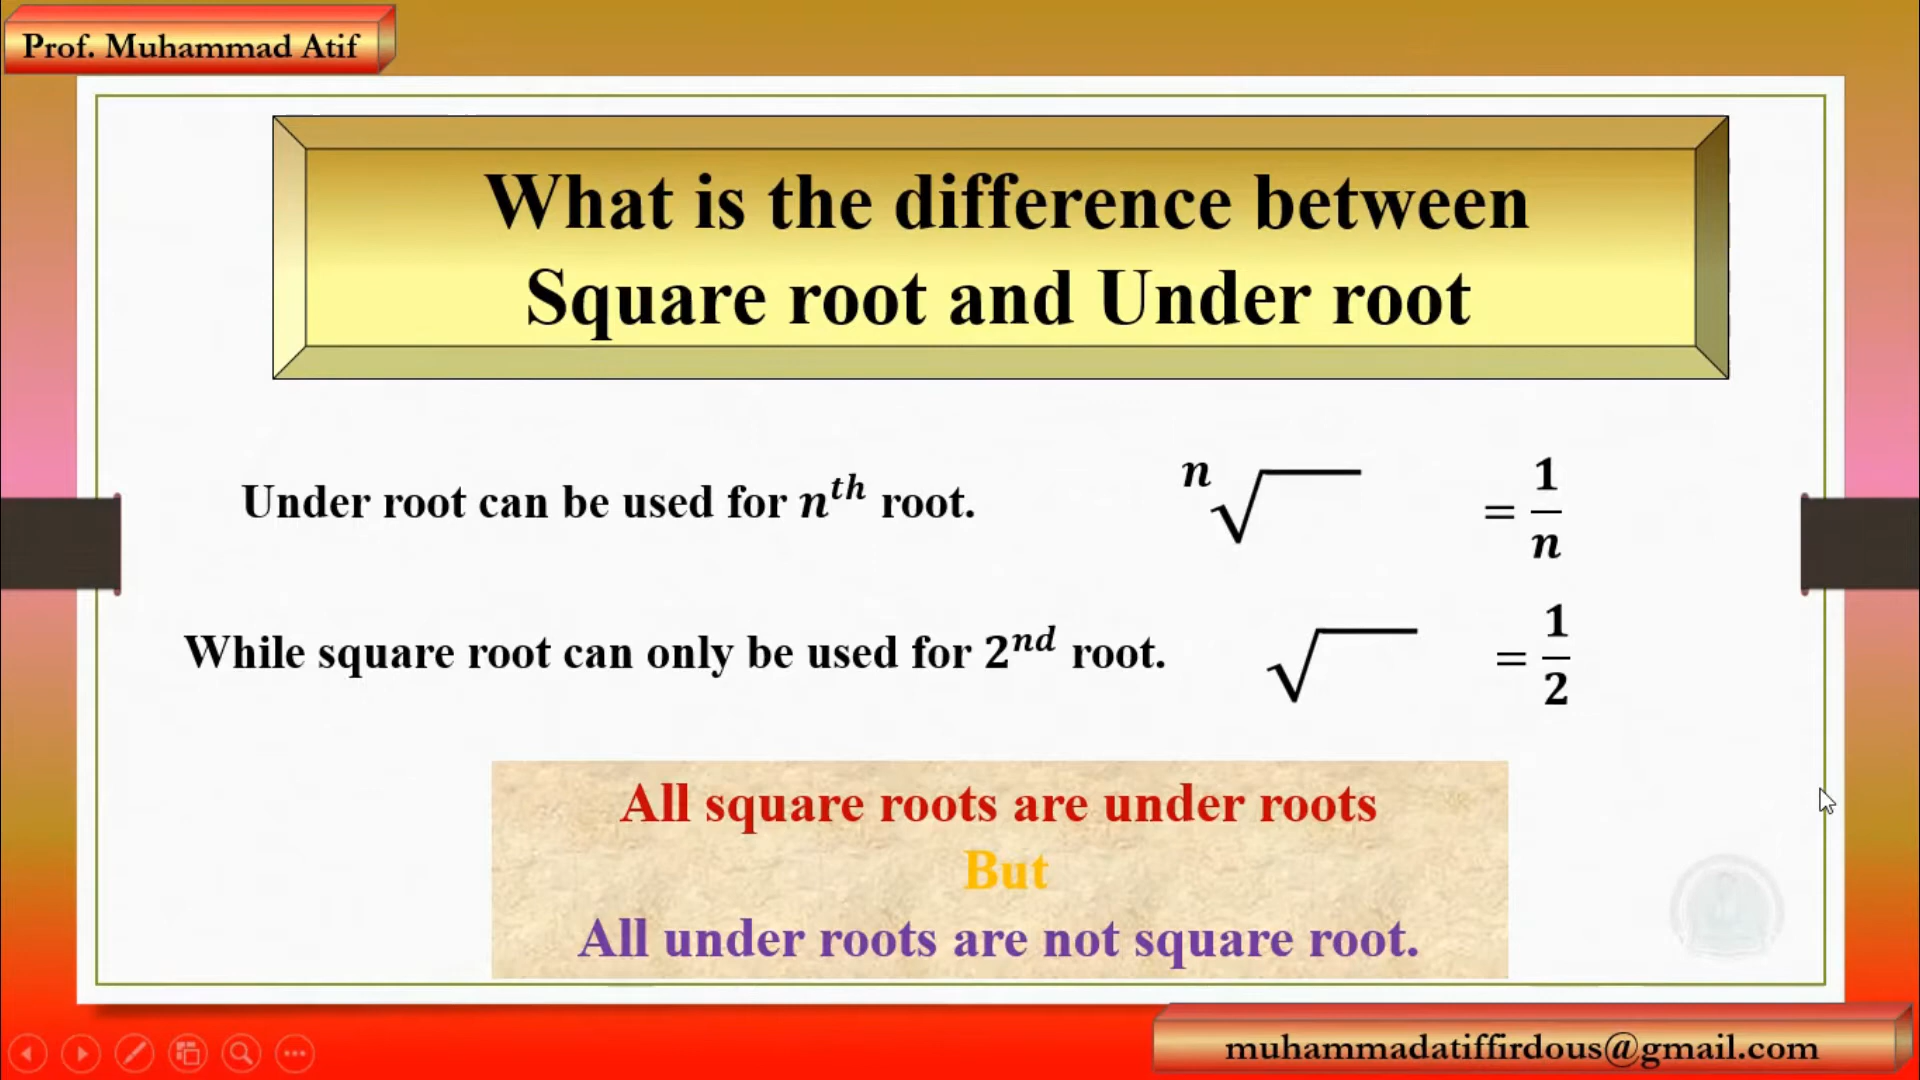 Prof. Muhammad Atif
What is the difference between
Square root and Under root
Under root can be used for nᵗʰ root. ⁿ√ = 1/n
While square root can only be used for 2ⁿᵈ root. √ = 1/2
All square roots are under roots
But
All under roots are not square root.
muhammadatiffirdous@gmail.com